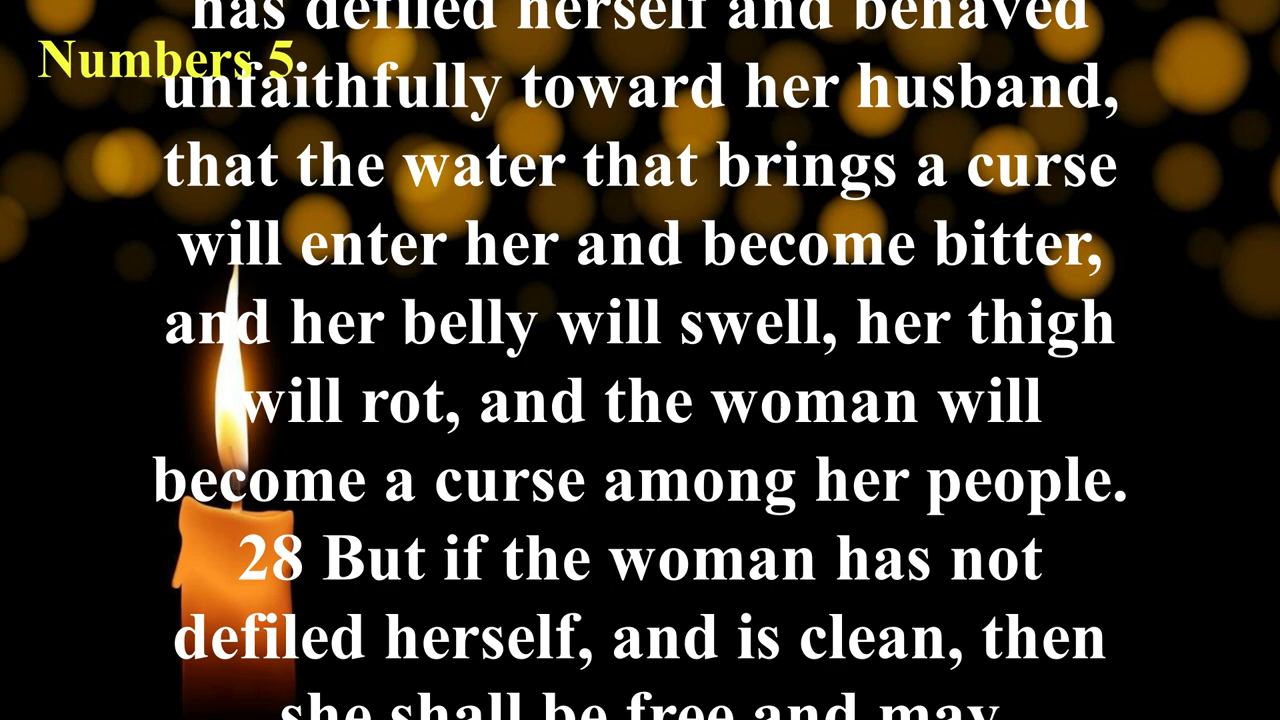 has defiled herself and behaved
Numbers 5
unfaithfully toward her husband,
that the water that brings a curse
will enter her and become bitter,
and her belly will swell, her thigh
will rot, and the woman will
become a curse among her people.
28 But if the woman has not
defiled herself, and is clean, then
she shall be free and may